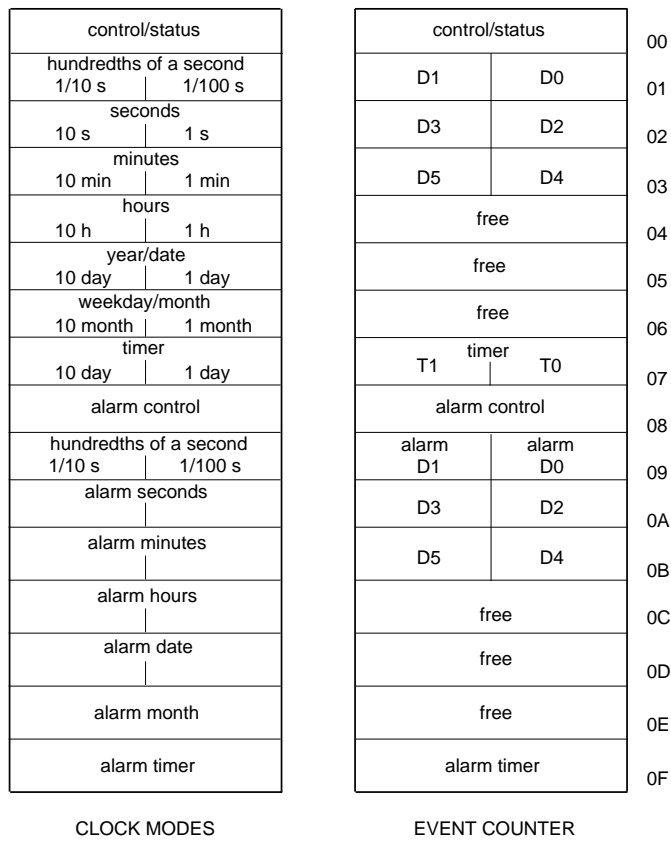 control/status control/status 00
hundredths of a second
1/10 s 1/100 s D1 D0 01
seconds
10 s 1 s D3 D2 02
minutes
10 min 1 min D5 D4 03
hours
10 h 1 h free 04
year/date
10 day 1 day free 05
weekday/month
10 month 1 month free 06
timer timer
10 day 1 day T1 T0 07
alarm control alarm control 08
hundredths of a second alarm alarm
1/10 s 1/100 s D1 D0 09
alarm seconds D3 D2 0A
alarm minutes D5 D4 0B
alarm hours free 0C
alarm date free 0D
alarm month free 0E
alarm timer alarm timer 0F
CLOCK MODES EVENT COUNTER